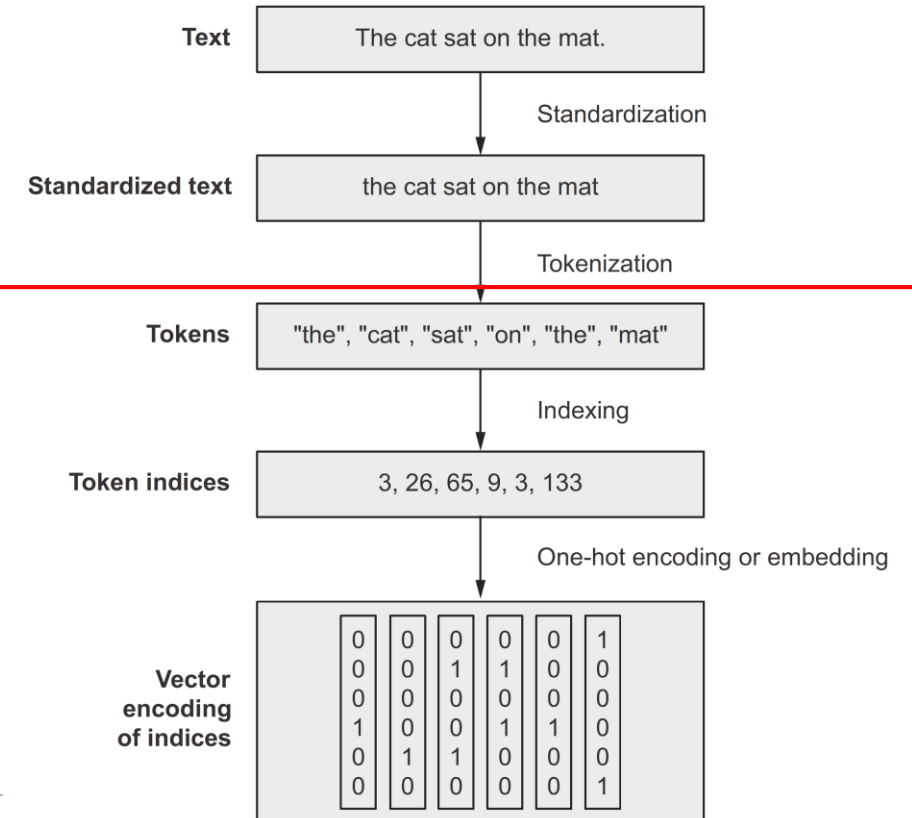 Text
The cat sat on the mat.
Standardization
Standardized text
the cat sat on the mat
Tokenization
Tokens
"the", "cat", "sat", "on", "the", "mat"
Indexing
Token indices
3, 26, 65, 9, 3, 133
One-hot encoding or embedding
Vector
encoding
of indices
0 0 0 0 0 1
0 0 1 1 0 0
0 0 0 0 0 0
1 0 0 1 1 0
0 1 1 0 0 0
0 0 0 0 0 1